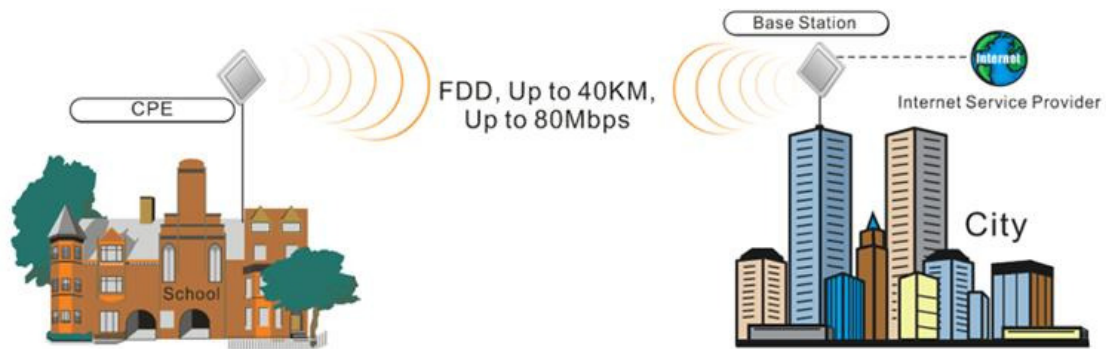 Base Station
Internet
Internet Service Provider
CPE
FDD, Up to 40KM,
Up to 80Mbps
City
School